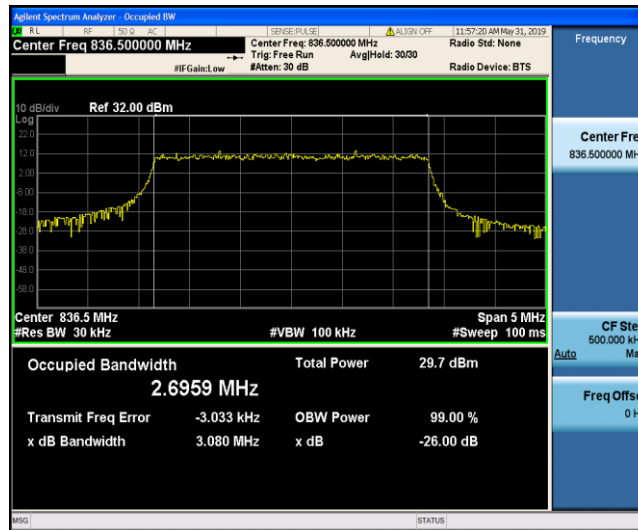 Agilent Spectrum Analyzer - Occupied BW
RL RF 50 Ω AC SENSE:PULSE ALIGN OFF 11:57:20 AM May 31, 2019
Center Freq 836.500000 MHz Center Freq: 836.500000 MHz Radio Std: None
Trig: Free Run Avg|Hold: 30/30
#IFGain:Low #Atten: 30 dB Radio Device: BTS
10 dB/div Ref 32.00 dBm
Log
22.0
12.0
2.00
-8.00
-18.0
-28.0
-38.0
-48.0
-58.0
Center 836.5 MHz Span 5 MHz
#Res BW 30 kHz #VBW 100 kHz #Sweep 100 ms
Occupied Bandwidth Total Power 29.7 dBm
2.6959 MHz
Transmit Freq Error -3.033 kHz OBW Power 99.00 %
x dB Bandwidth 3.080 MHz x dB -26.00 dB
MSG STATUS
Frequency
Center Fre
836.500000 MH
CF Ste
500.000 kH
Auto Ma
Freq Offse
0 H